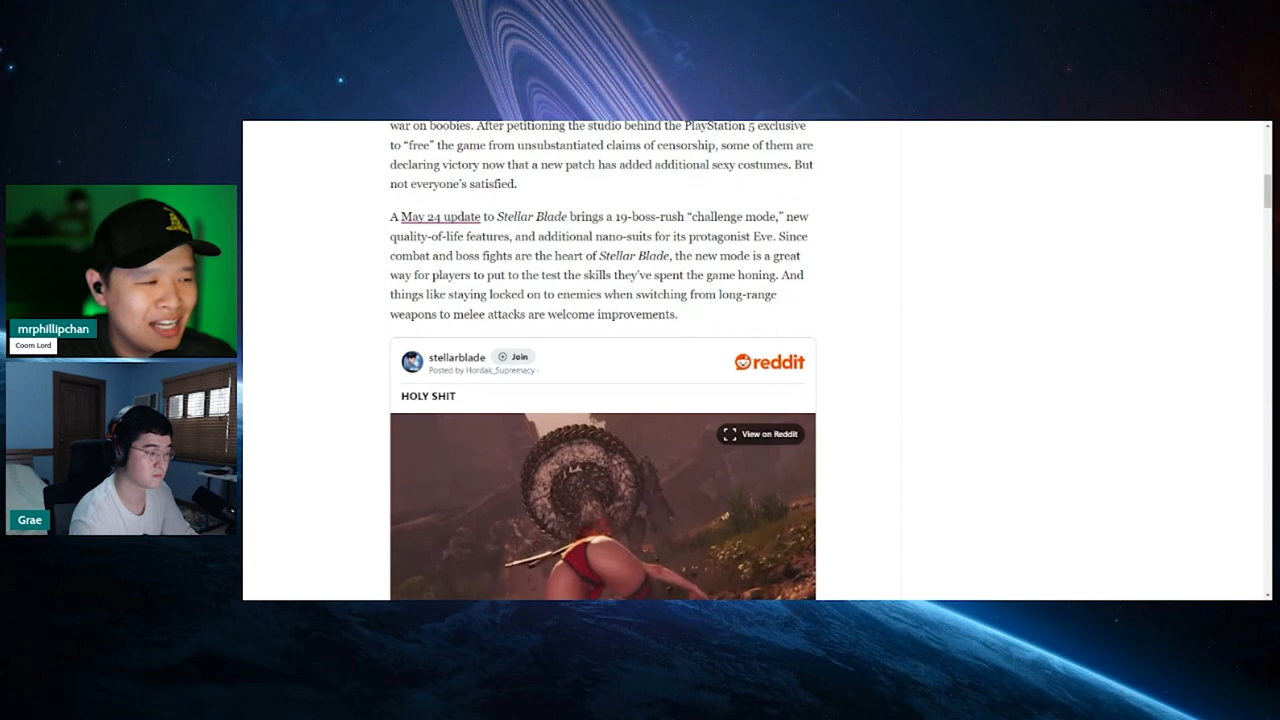 war on boobies. After petitioning the studio behind the PlayStation 5 exclusive
to “free” the game from unsubstantiated claims of censorship, some of them are
declaring victory now that a new patch has added additional sexy costumes. But
not everyone’s satisfied.
A May 24 update to Stellar Blade brings a 19-boss-rush “challenge mode,” new
quality-of-life features, and additional nano-suits for its protagonist Eve. Since
combat and boss fights are the heart of Stellar Blade, the new mode is a great
way for players to put to the test the skills they’ve spent the game honing. And
things like staying locked on to enemies when switching from long-range
weapons to melee attacks are welcome improvements.
stellarblade Join
Posted by Hordak_Supremacy ·
reddit
HOLY SHIT
View on Reddit
mrphillipchan
Coom Lord
Grae